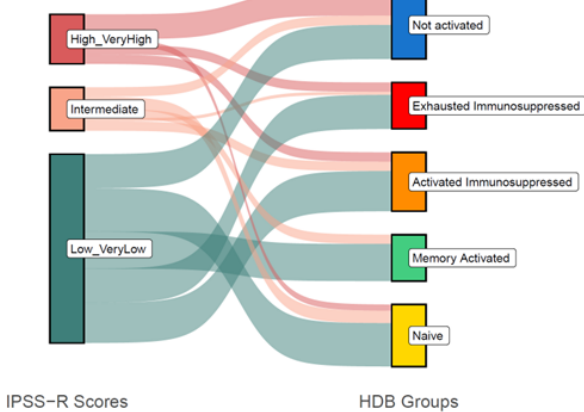 High_VeryHigh
Intermediate
Low_VeryLow
Not activated
Exhausted Immunosuppressed
Activated Immunosuppressed
Memory Activated
Naive
IPSS−R Scores
HDB Groups